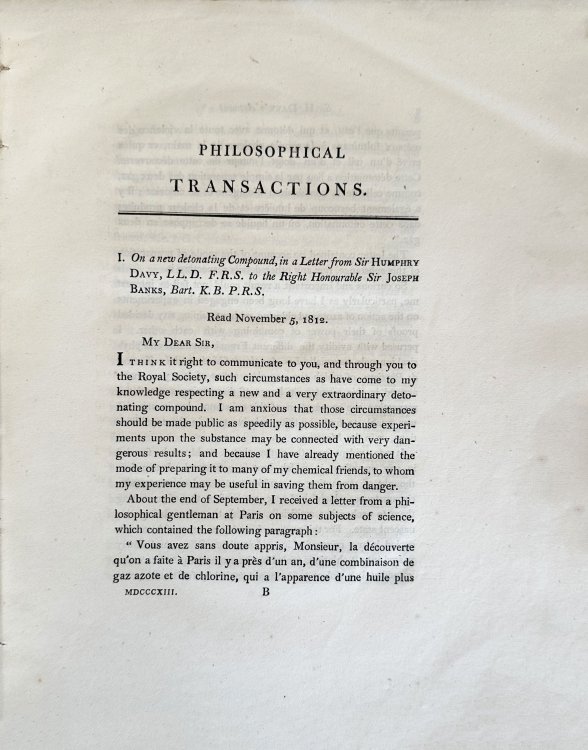 PHILOSOPHICAL
TRANSACTIONS.
I. On a new detonating Compound, in a Letter from Sir HUMPHRY
DAVY, LL. D. F. R. S. to the Right Honourable Sir JOSEPH
BANKS, Bart. K. B. P. R. S.
Read November 5, 1812.
MY DEAR SIR,
I THINK it right to communicate to you, and through you to
the Royal Society, such circumstances as have come to my
knowledge respecting a new and a very extraordinary deto-
nating compound. I am anxious that those circumstances
should be made public as speedily as possible, because experi-
ments upon the substance may be connected with very dan-
gerous results; and because I have already mentioned the
mode of preparing it to many of my chemical friends, to whom
my experience may be useful in saving them from danger.
About the end of September, I received a letter from a phi-
losophical gentleman at Paris on some subjects of science,
which contained the following paragraph:
“ Vous avez sans doute appris, Monsieur, la découverte
qu'on a faite à Paris il y a près d'un an, d'une combinaison de
gaz azote et de chlorine, qui a l'apparence d'une huile plus
MDCCCXIII. B